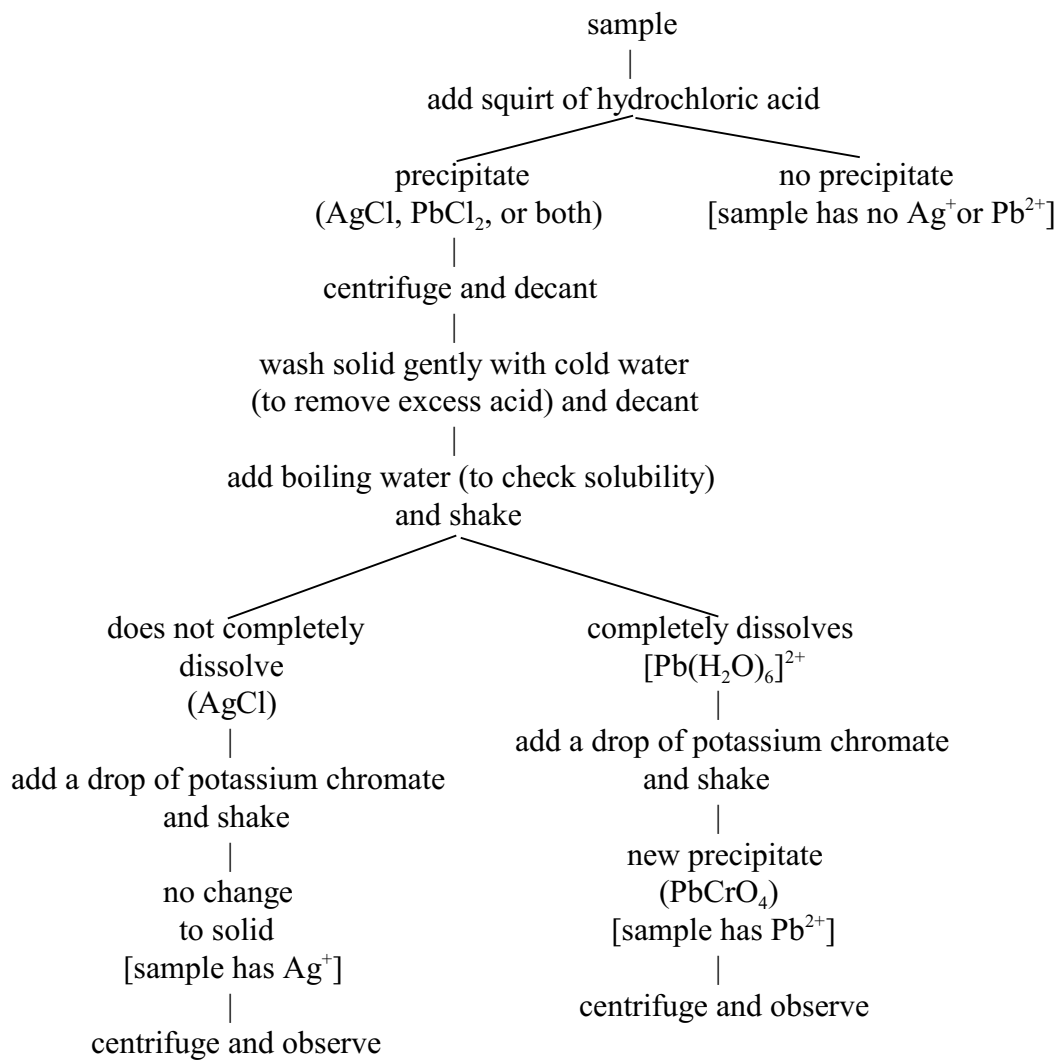 sample
add squirt of hydrochloric acid
precipitate
(AgCl, PbCl₂, or both)
no precipitate
[sample has no Ag⁺or Pb²⁺]
centrifuge and decant
wash solid gently with cold water
(to remove excess acid) and decant
add boiling water (to check solubility)
and shake
does not completely
dissolve
(AgCl)
add a drop of potassium chromate
and shake
no change
to solid
[sample has Ag⁺]
centrifuge and observe
completely dissolves
[Pb(H₂O)₆]²⁺
add a drop of potassium chromate
and shake
new precipitate
(PbCrO₄)
[sample has Pb²⁺]
centrifuge and observe